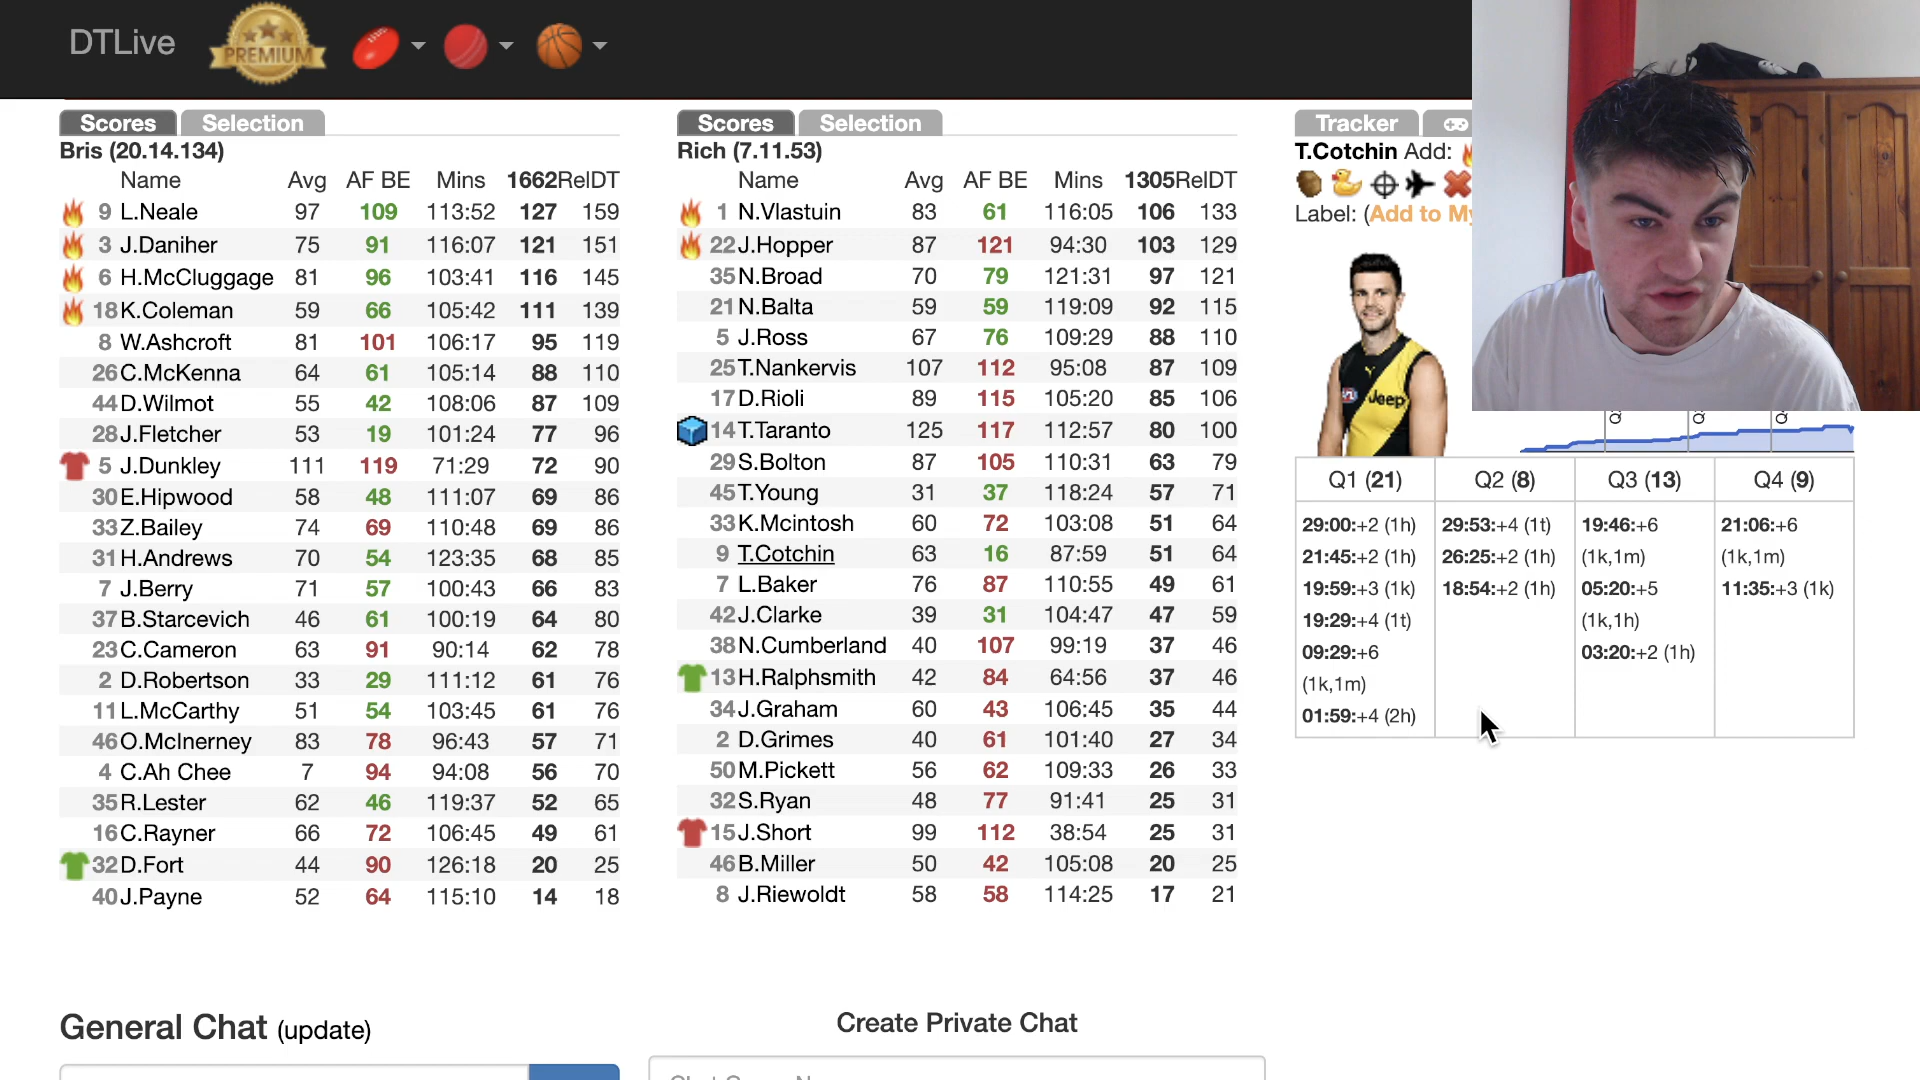 DTLive
PREMIUM
Scores Selection
Bris (20.14.134)
Name Avg AF BE Mins 1662RelDT
9 L.Neale 97 109 113:52 127 159
3 J.Daniher 75 91 116:07 121 151
6 H.McCluggage 81 96 103:41 116 145
18 K.Coleman 59 66 105:42 111 139
8 W.Ashcroft 81 101 106:17 95 119
26 C.McKenna 64 61 105:14 88 110
44 D.Wilmot 55 42 108:06 87 109
28 J.Fletcher 53 19 101:24 77 96
5 J.Dunkley 111 119 71:29 72 90
30 E.Hipwood 58 48 111:07 69 86
33 Z.Bailey 74 69 110:48 69 86
31 H.Andrews 70 54 123:35 68 85
7 J.Berry 71 57 100:43 66 83
37 B.Starcevich 46 61 100:19 64 80
23 C.Cameron 63 91 90:14 62 78
2 D.Robertson 33 29 111:12 61 76
11 L.McCarthy 51 54 103:45 61 76
46 O.McInerney 83 78 96:43 57 71
4 C.Ah Chee 7 94 94:08 56 70
35 R.Lester 62 46 119:37 52 65
16 C.Rayner 66 72 106:45 49 61
32 D.Fort 44 90 126:18 20 25
40 J.Payne 52 64 115:10 14 18
Scores Selection
Rich (7.11.53)
Name Avg AF BE Mins 1305RelDT
1 N.Vlastuin 83 61 116:05 106 133
22 J.Hopper 87 121 94:30 103 129
35 N.Broad 70 79 121:31 97 121
21 N.Balta 59 59 119:09 92 115
5 J.Ross 67 76 109:29 88 110
25 T.Nankervis 107 112 95:08 87 109
17 D.Rioli 89 115 105:20 85 106
14 T.Taranto 125 117 112:57 80 100
29 S.Bolton 87 105 110:31 63 79
45 T.Young 31 37 118:24 57 71
33 K.Mcintosh 60 72 103:08 51 64
9 T.Cotchin 63 16 87:59 51 64
7 L.Baker 76 87 110:55 49 61
42 J.Clarke 39 31 104:47 47 59
38 N.Cumberland 40 107 99:19 37 46
13 H.Ralphsmith 42 84 64:56 37 46
34 J.Graham 60 43 106:45 35 44
2 D.Grimes 40 61 101:40 27 34
50 M.Pickett 56 62 109:33 26 33
32 S.Ryan 48 77 91:41 25 31
15 J.Short 99 112 38:54 25 31
46 B.Miller 50 42 105:08 20 25
8 J.Riewoldt 58 58 114:25 17 21
Tracker
T.Cotchin Add:
Label: (Add to My
Jeep
Q1 (21) Q2 (8) Q3 (13) Q4 (9)
29:00:+2 (1h) 29:53:+4 (1t) 19:46:+6 21:06:+6
21:45:+2 (1h) 26:25:+2 (1h) (1k,1m) (1k,1m)
19:59:+3 (1k) 18:54:+2 (1h) 05:20:+5 11:35:+3 (1k)
19:29:+4 (1t) (1k,1h)
09:29:+6 03:20:+2 (1h)
(1k,1m)
01:59:+4 (2h)
General Chat (update)
Create Private Chat